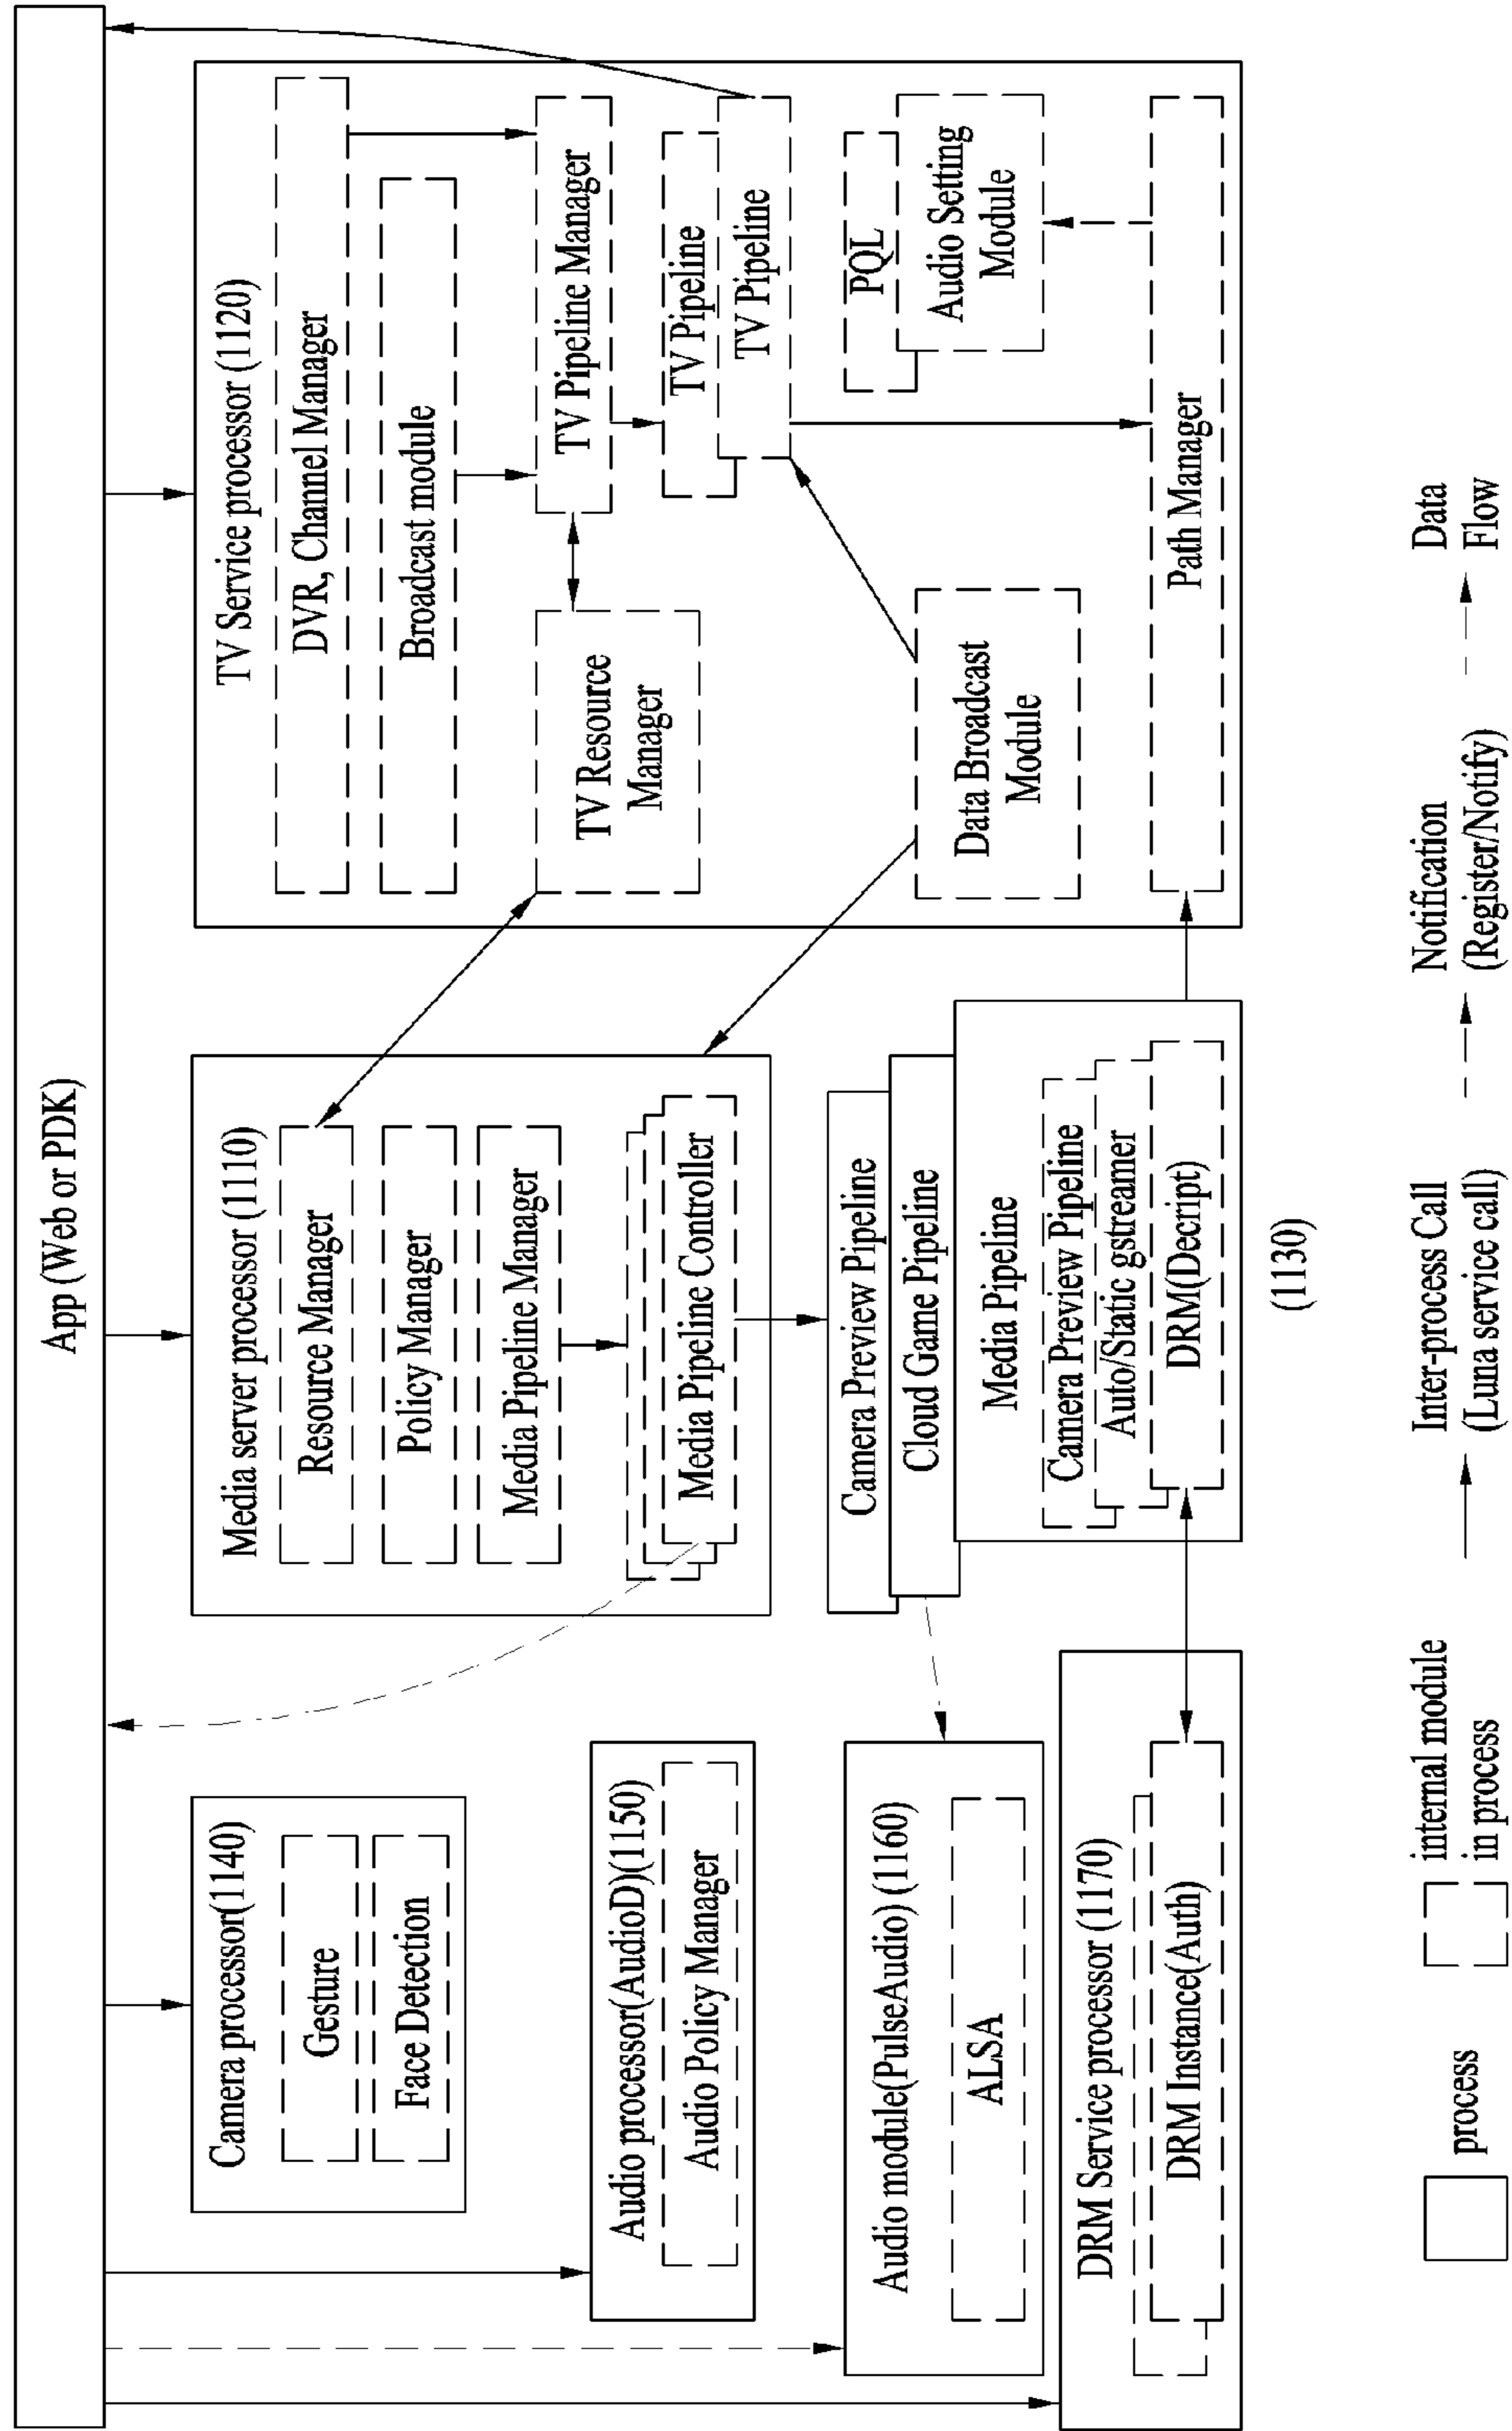 App (Web or PDK)
Camera processor(1140)
Gesture
Face Detection
Audio processor(AudioD)(1150)
Audio Policy Manager
Audio module(PulseAudio) (1160)
ALSA
DRM Service processor (1170)
DRM Instance(Auth)
Media server processor (1110)
Resource Manager
Policy Manager
Media Pipeline Manager
Media Pipeline Controller
Camera Preview Pipeline
Cloud Game Pipeline
Media Pipeline
Camera Preview Pipeline
Auto/Static gstreamer
DRM(Decript)
(1130)
TV Service processor (1120)
DVR, Channel Manager
Broadcast module
TV Pipeline Manager
TV Resource
Manager
TV Pipeline
TV Pipeline
PQL
Audio Setting
Module
Data Broadcast
Module
Path Manager
process
internal module
in process
Inter-process Call
(Luna service call)
Notification
(Register/Notify)
Data
Flow